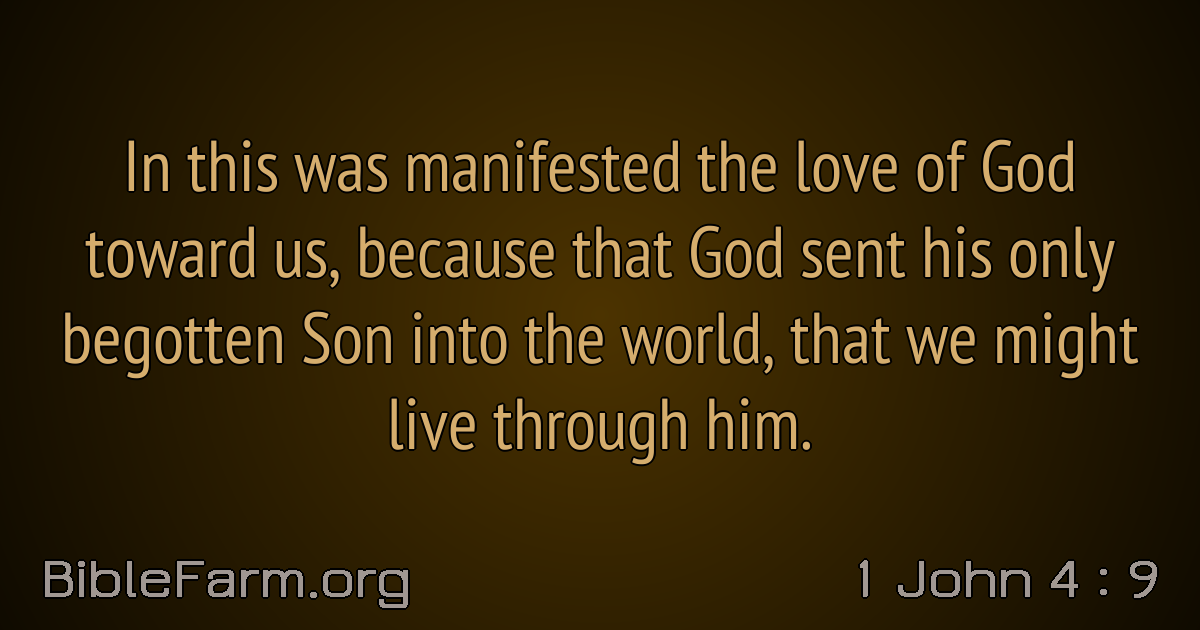 In this was manifested the love of God
toward us, because that God sent his only
begotten Son into the world, that we might
live through him.
BibleFarm.org
1 John 4 : 9